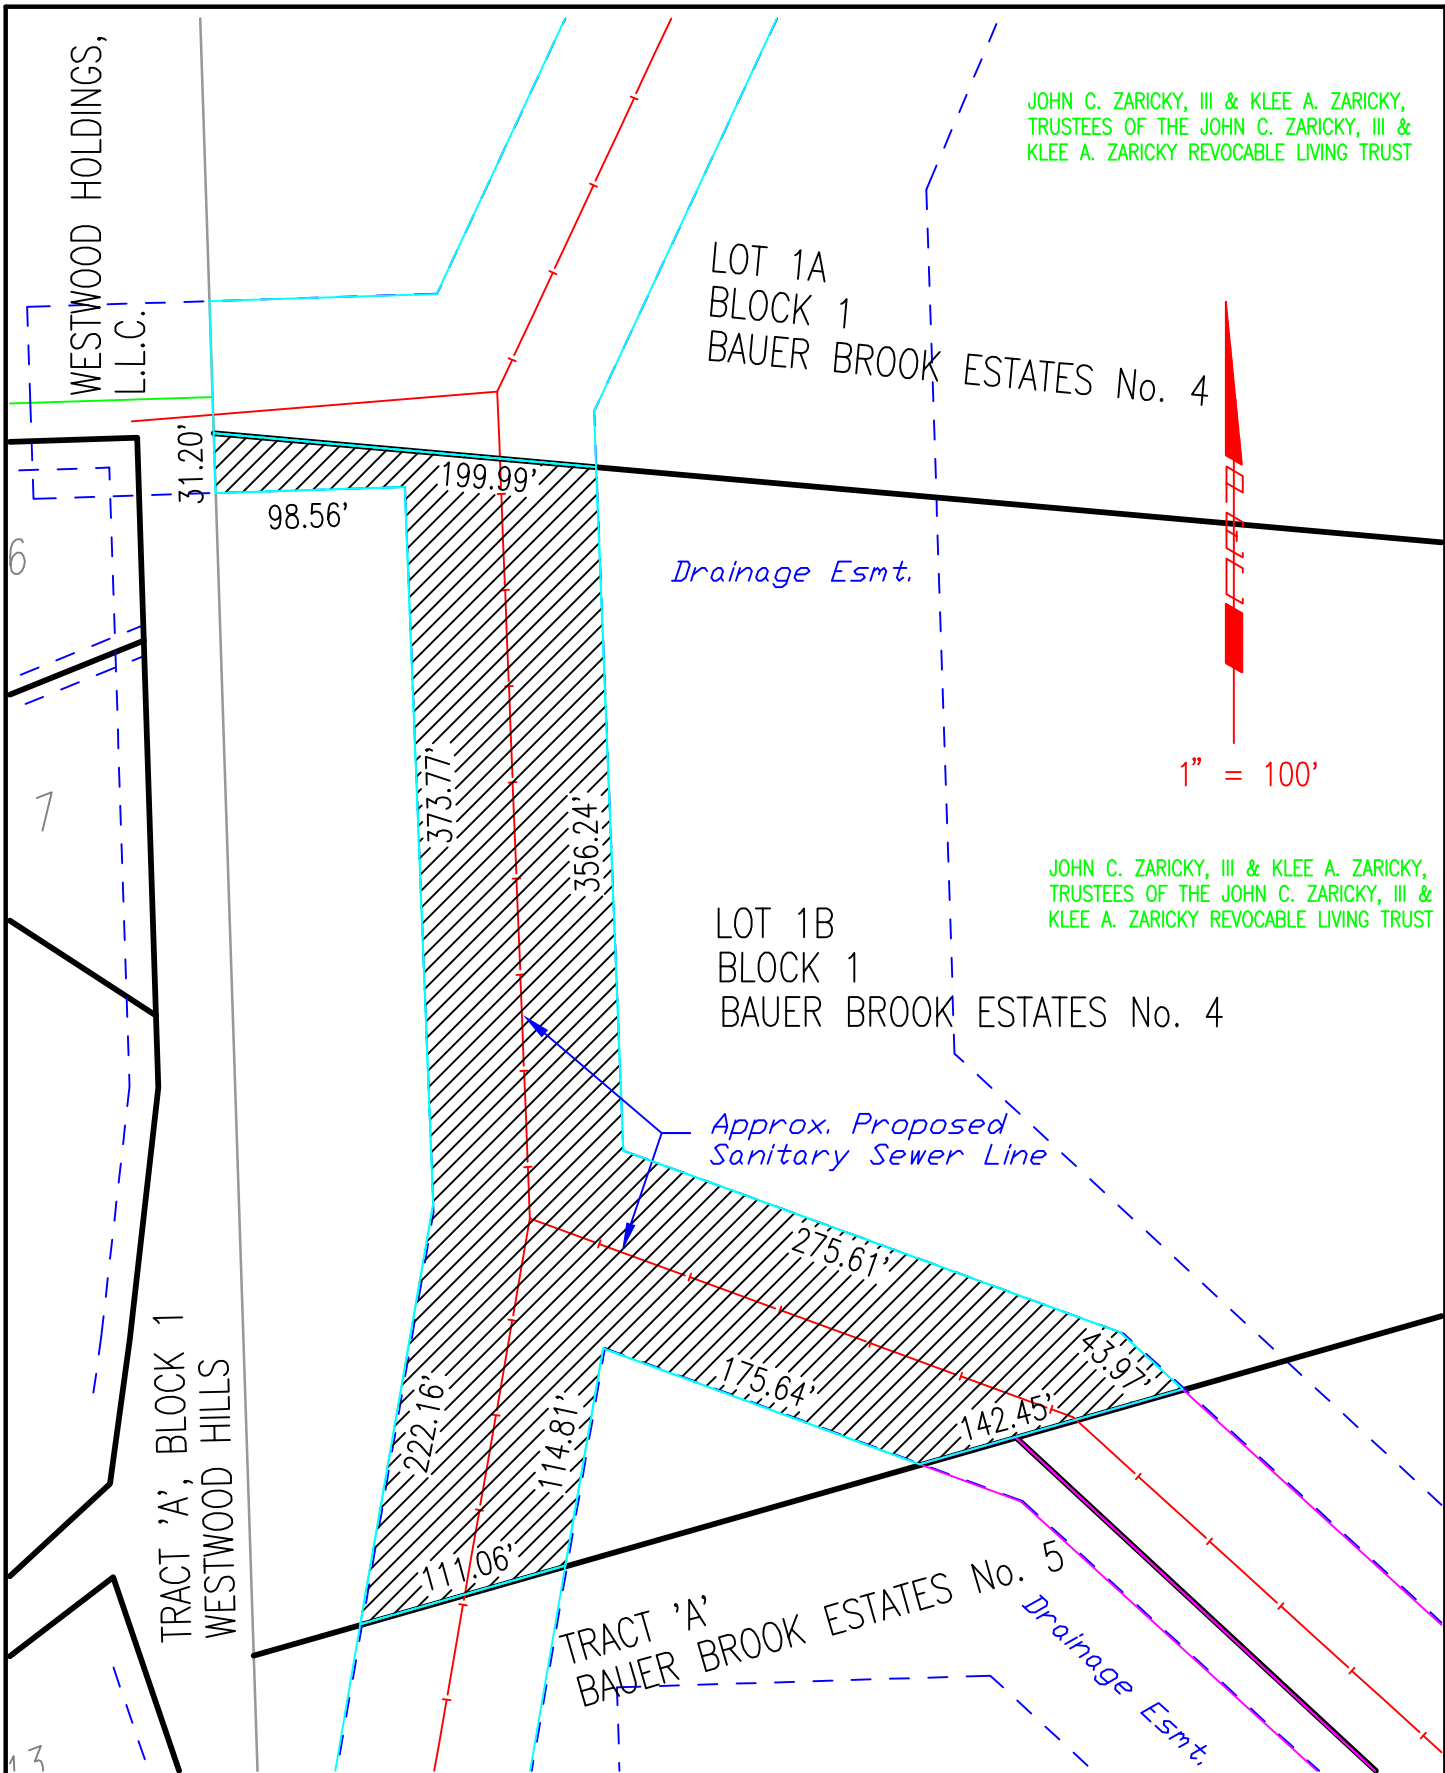 WESTWOOD HOLDINGS,
L.L.C.
JOHN C. ZARICKY, III & KLEE A. ZARICKY,
TRUSTEES OF THE JOHN C. ZARICKY, III &
KLEE A. ZARICKY REVOCABLE LIVING TRUST
LOT 1A
BLOCK 1
BAUER BROOK ESTATES No. 4
31.20'
199.99'
98.56'
6
Drainage Esmt.
1" = 100'
7
373.77'
356.24'
JOHN C. ZARICKY, III & KLEE A. ZARICKY,
TRUSTEES OF THE JOHN C. ZARICKY, III &
KLEE A. ZARICKY REVOCABLE LIVING TRUST
LOT 1B
BLOCK 1
BAUER BROOK ESTATES No. 4
Approx. Proposed
Sanitary Sewer Line
275.61'
43.97'
175.64'
142.45'
222.16'
114.81'
111.06'
TRACT 'A', BLOCK 1
WESTWOOD HILLS
TRACT 'A'
BAUER BROOK ESTATES No. 5
Drainage Esmt.
13